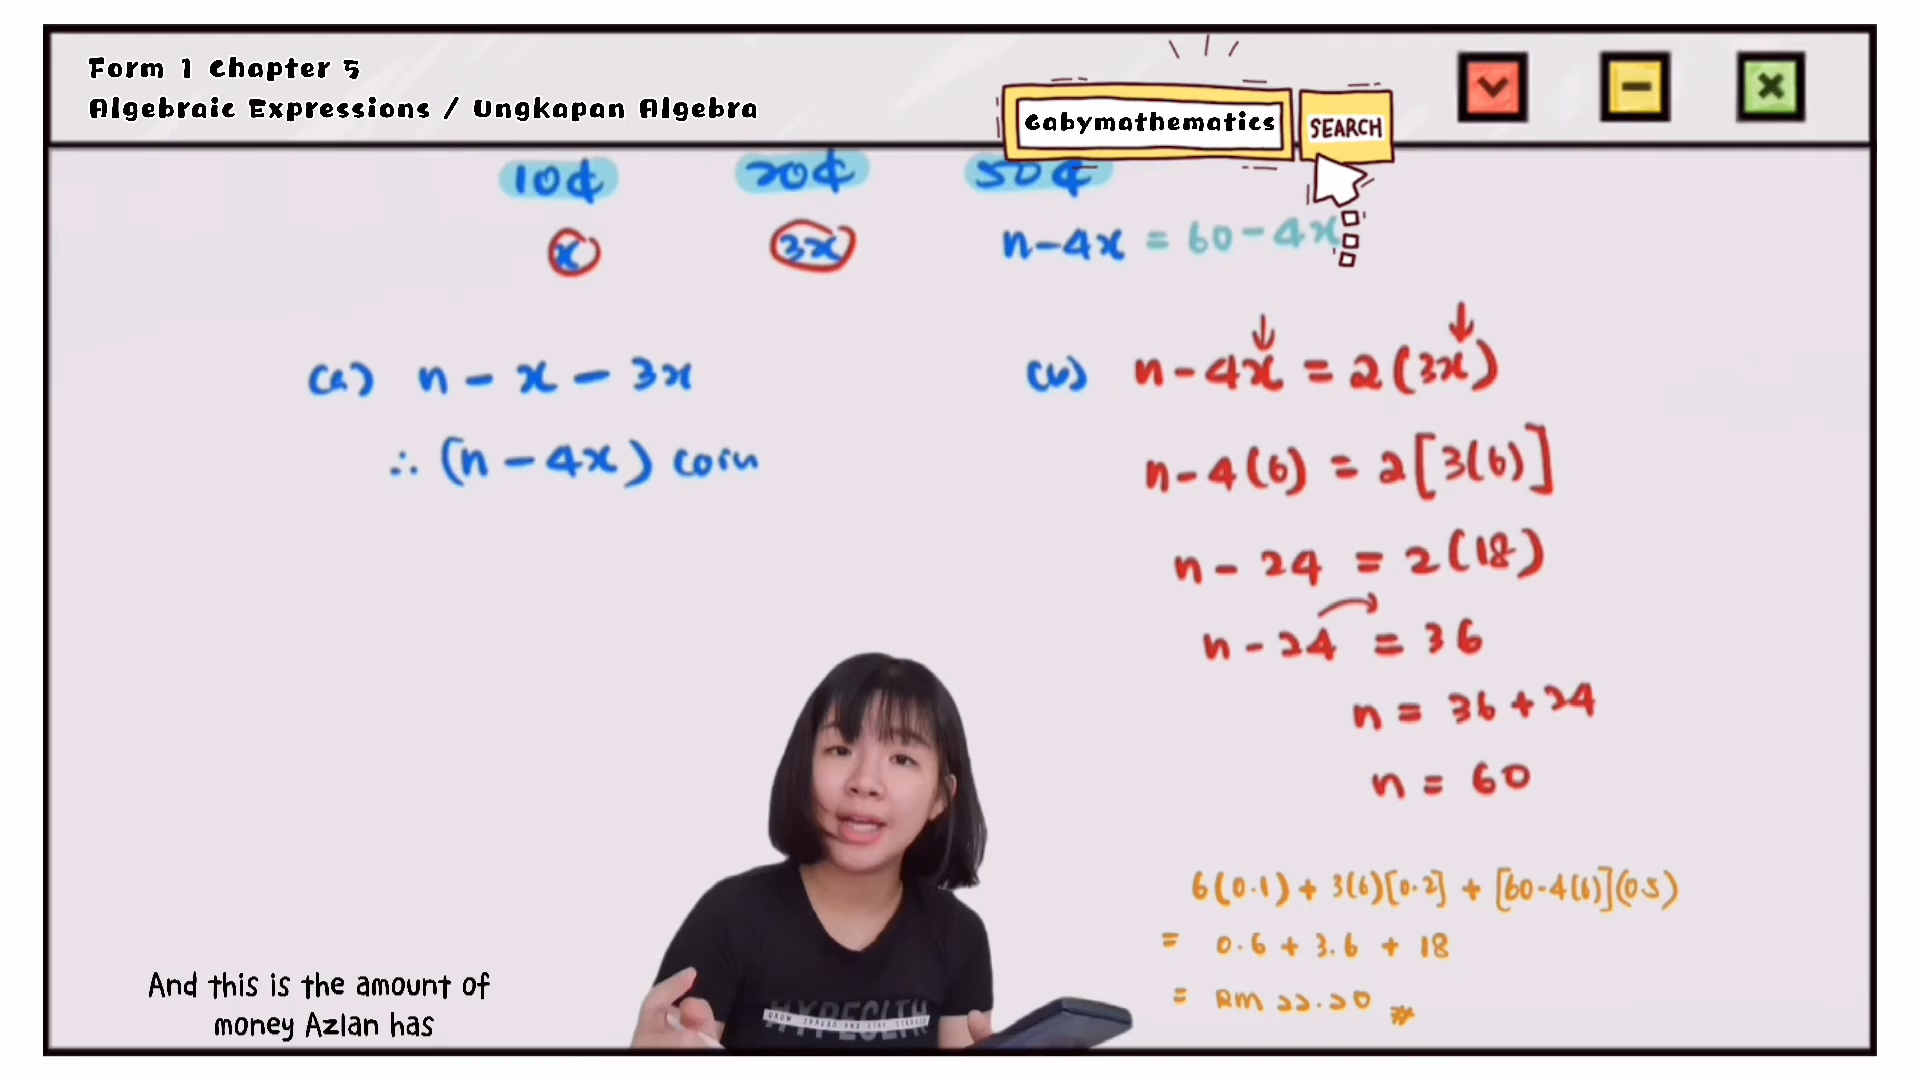 Form 1 Chapter 5
Algebraic Expressions / Ungkapan Algebra
Gabymathematics
SEARCH
10¢ 20¢ 50¢
x 3x n-4x = 60-4x
(a) n - x - 3x
∴ (n - 4x) coin
(b) n - 4x = 2(3x)
n - 4(6) = 2[3(6)]
n - 24 = 2(18)
n - 24 = 36
n = 36 + 24
n = 60
6(0.1) + 3(6)[0.2] + [60-4(6)](0.5)
= 0.6 + 3.6 + 18
= RM 22.20 #
HYPECLTH
And this is the amount of
money Azlan has